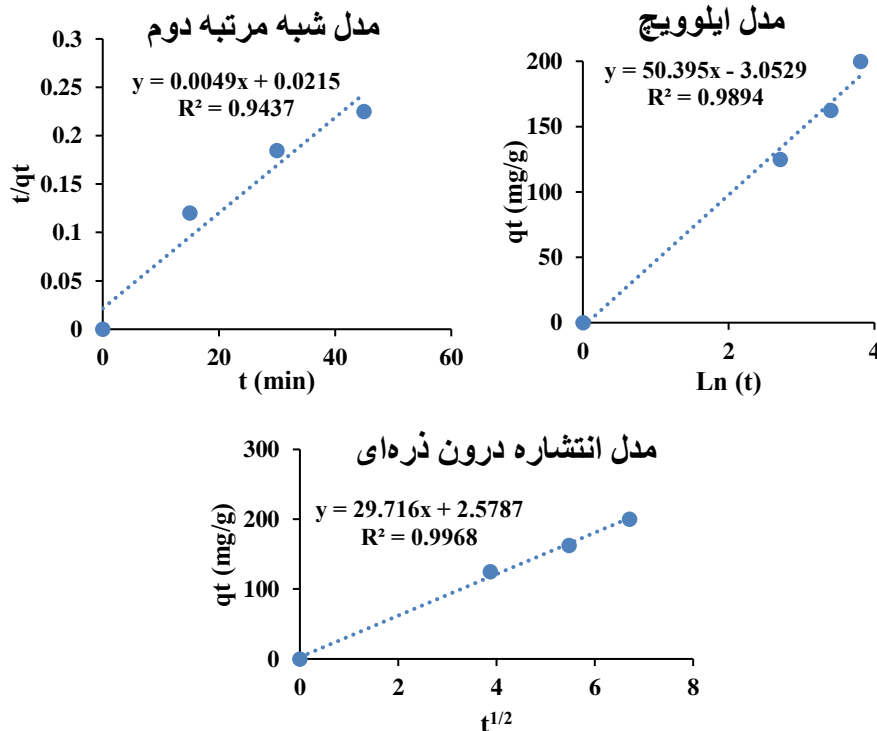 مدل شبه مرتبه دوم
y = 0.0049x + 0.0215
R² = 0.9437
0.3
0.25
0.2
0.15
0.1
0.05
0
t/qt
0 20 40 60
t (min)
مدل ایلوویچ
y = 50.395x - 3.0529
R² = 0.9894
200
150
100
50
0
qt (mg/g)
0 2 4
Ln (t)
مدل انتشاره درون ذره‌ای
y = 29.716x + 2.5787
R² = 0.9968
300
200
100
0
qt (mg/g)
0 2 4 6 8
t^1/2